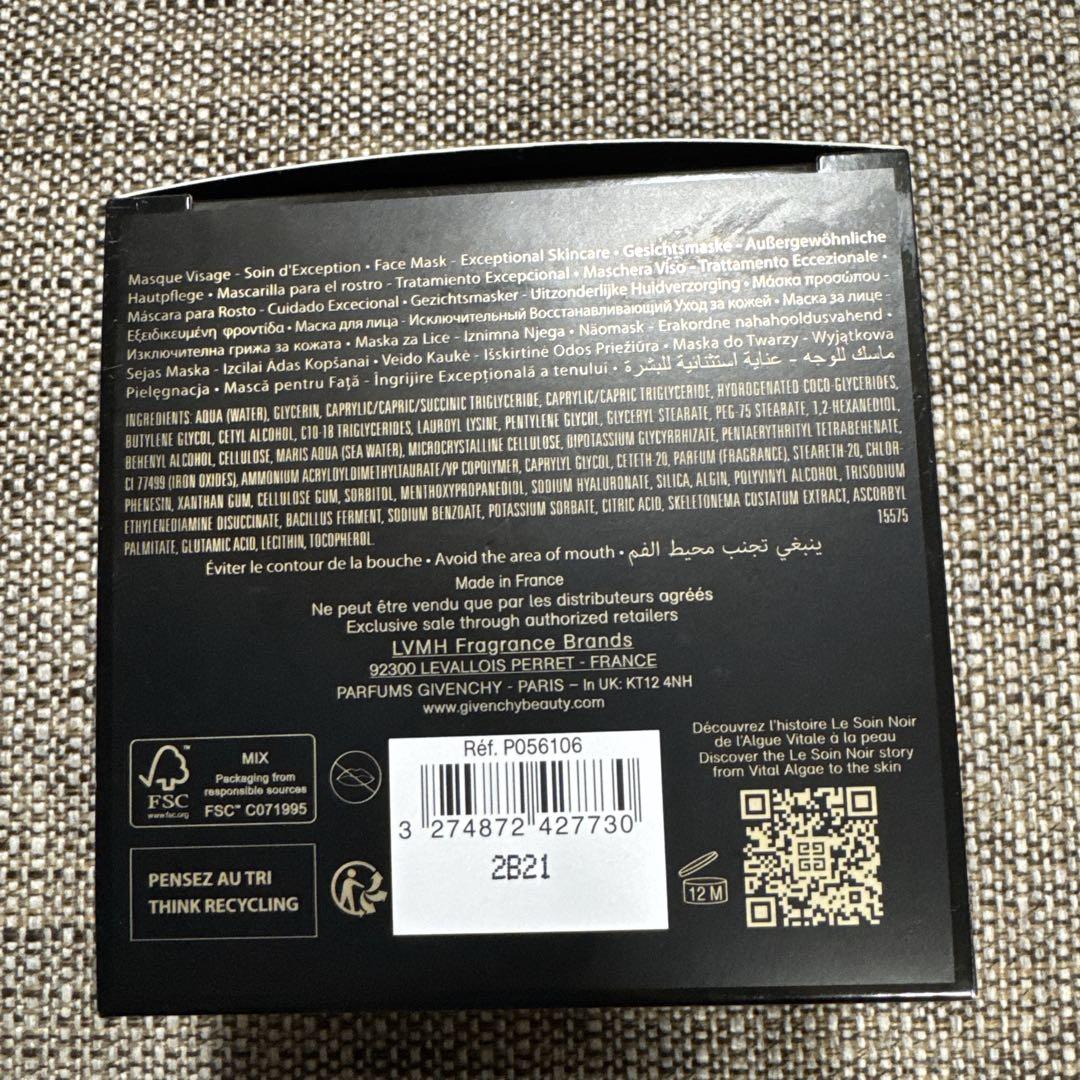 Masque Visage - Soin d'Exception • Face Mask - Exceptional Skincare • Gesichtsmaske - Außergewöhnliche
Hautpflege • Mascarilla para el rostro - Tratamiento Excepcional • Maschera Viso - Trattamento Eccezionale •
Máscara para Rosto - Cuidado Excecional • Gezichtsmasker - Uitzonderlijke Huidverzorging • Μάσκα προσώπου -
Εξειδικευμένη φροντίδα • Маска для лица - Исключительный Восстанавливающий Уход за кожей • Маска за лице -
Изключителна грижа за кожата • Maska za Lice - Iznimna Njega • Näomask - Erakordne nahahooldusvahend •
Sejas Maska - Izcilai Ādas Kopšanai • Veido Kaukė - Išskirtinė Odos Priežiūra • Maska do Twarzy - Wyjątkowa
Pielęgnacja • Mască pentru Față - Îngrijire Excepțională a tenului • ماسك للوجه - عناية استثنائية للبشرة
INGREDIENTS: AQUA (WATER), GLYCERIN, CAPRYLIC/CAPRIC/SUCCINIC TRIGLYCERIDE, CAPRYLIC/CAPRIC TRIGLYCERIDE, HYDROGENATED COCO-GLYCERIDES,
BUTYLENE GLYCOL, CETYL ALCOHOL, C10-18 TRIGLYCERIDES, LAUROYL LYSINE, PENTYLENE GLYCOL, GLYCERYL STEARATE, PEG-75 STEARATE, 1,2-HEXANEDIOL,
BEHENYL ALCOHOL, CELLULOSE, MARIS AQUA (SEA WATER), MICROCRYSTALLINE CELLULOSE, DIPOTASSIUM GLYCYRRHIZATE, PENTAERYTHRITYL TETRABEHENATE,
CI 77499 (IRON OXIDES), AMMONIUM ACRYLOYLDIMETHYLTAURATE/VP COPOLYMER, CAPRYLYL GLYCOL, CETETH-20, PARFUM (FRAGRANCE), STEARETH-20, CHLOR-
PHENESIN, XANTHAN GUM, CELLULOSE GUM, SORBITOL, MENTHOXYPROPANEDIOL, SODIUM HYALURONATE, SILICA, ALGIN, POLYVINYL ALCOHOL, TRISODIUM
ETHYLENEDIAMINE DISUCCINATE, BACILLUS FERMENT, SODIUM BENZOATE, POTASSIUM SORBATE, CITRIC ACID, SKELETONEMA COSTATUM EXTRACT, ASCORBYL
PALMITATE, GLUTAMIC ACID, LECITHIN, TOCOPHEROL.
15575
Éviter le contour de la bouche • Avoid the area of mouth • ينبغي تجنب محيط الفم
Made in France
Ne peut être vendu que par les distributeurs agréés
Exclusive sale through authorized retailers
LVMH Fragrance Brands
92300 LEVALLOIS PERRET - FRANCE
PARFUMS GIVENCHY - PARIS – In UK: KT12 4NH
www.givenchybeauty.com
FSC
www.fsc.org
MIX
Packaging from
responsible sources
FSC™ C071995
PENSEZ AU TRI
THINK RECYCLING
Réf. P056106
3 274872 427730
2B21
12 M
Découvrez l'histoire Le Soin Noir
de l'Algue Vitale à la peau
Discover the Le Soin Noir story
from Vital Algae to the skin